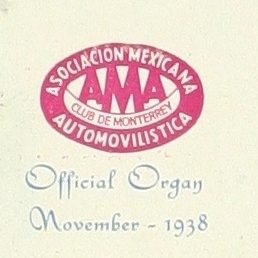 ASOCIACION MEXICANA
AMA
CLUB DE MONTERREY
AUTOMOVILISTICA
Official Organ
November - 1938